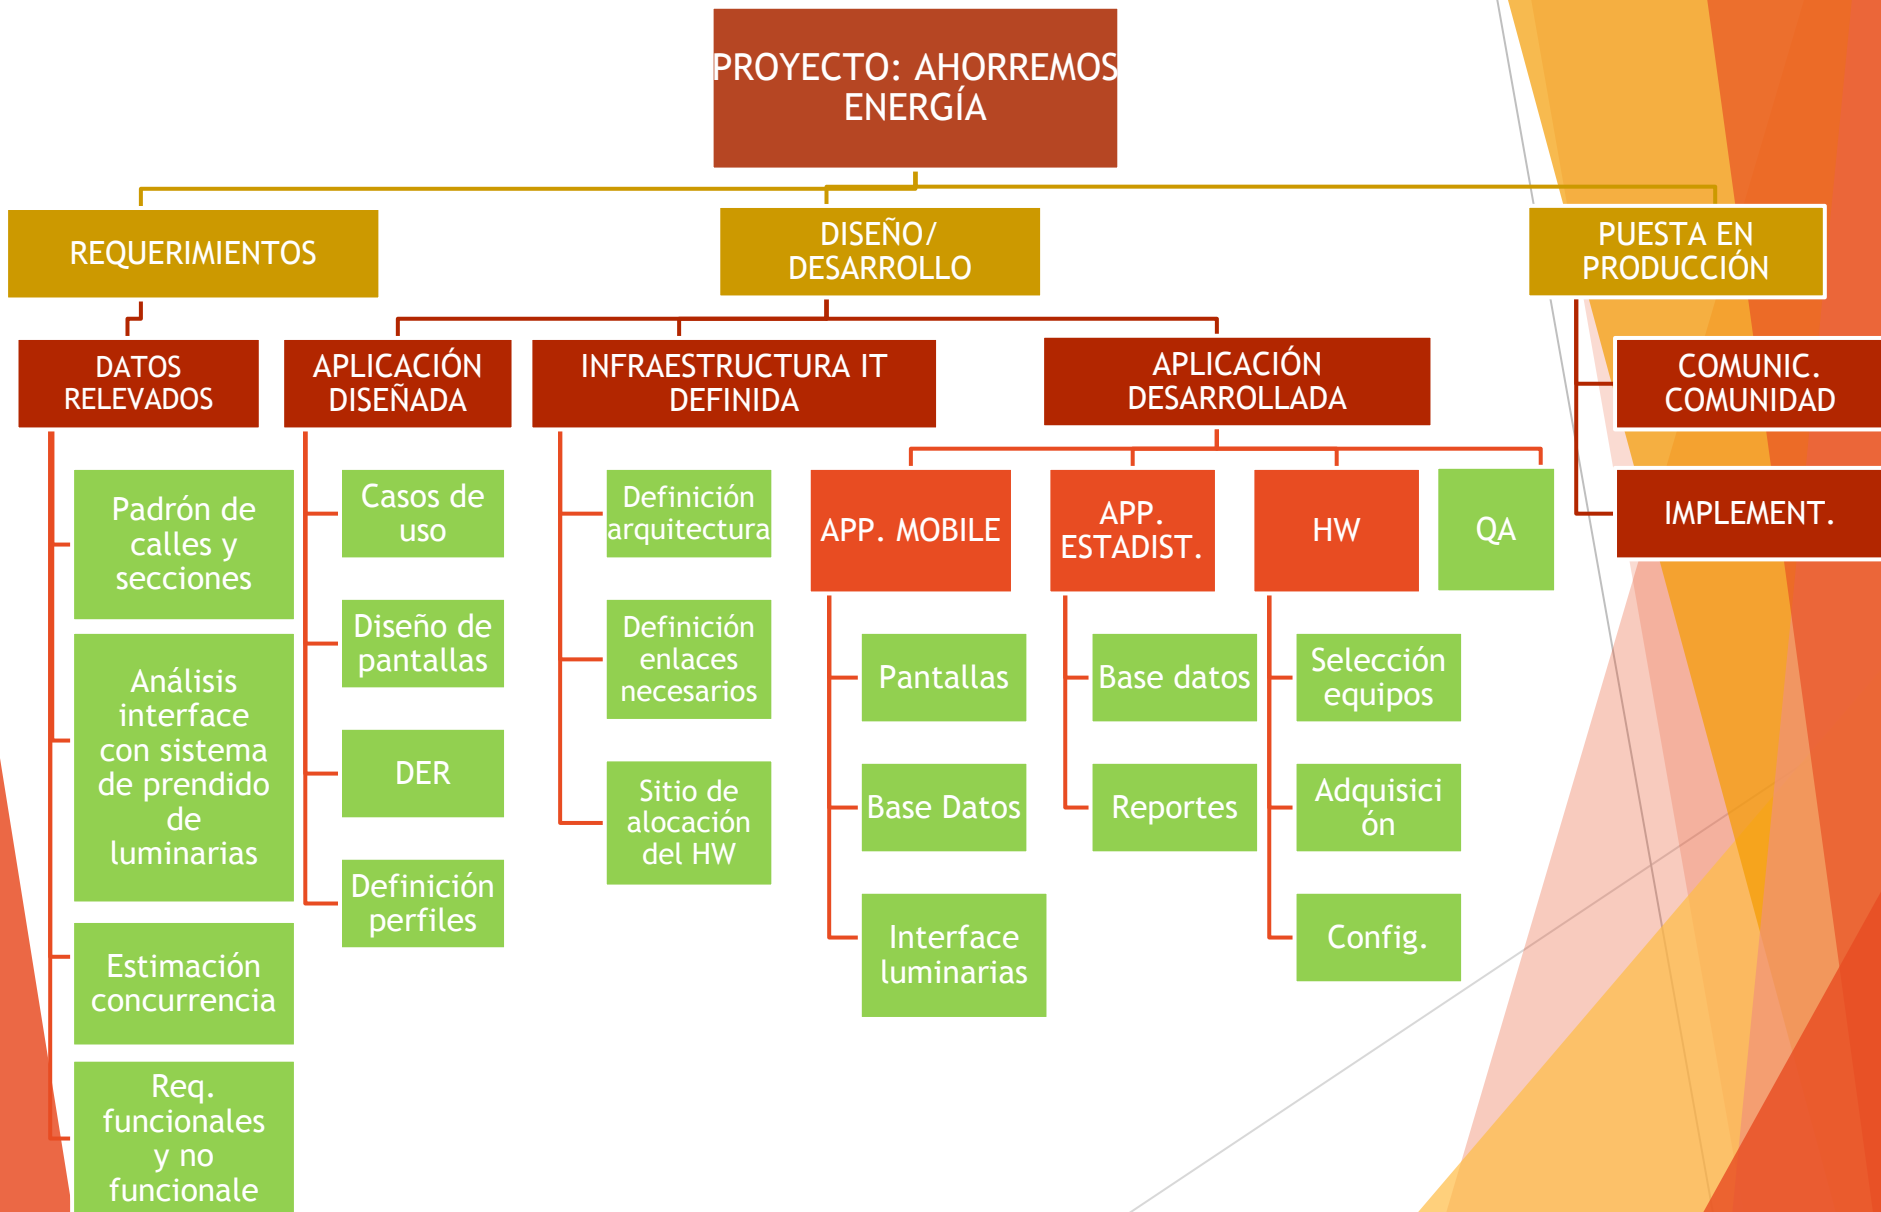 PROYECTO: AHORREMOS
ENERGÍA
REQUERIMIENTOS
DISEÑO/
DESARROLLO
PUESTA EN
PRODUCCIÓN
DATOS
RELEVADOS
APLICACIÓN
DISEÑADA
INFRAESTRUCTURA IT
DEFINIDA
APLICACIÓN
DESARROLLADA
COMUNIC.
COMUNIDAD
IMPLEMENT.
Padrón de
calles y
secciones
Análisis
interface
con sistema
de prendido
de
luminarias
Estimación
concurrencia
Req.
funcionales
y no
funcionale
Casos de
uso
Diseño de
pantallas
DER
Definición
perfiles
Definición
arquitectura
Definición
enlaces
necesarios
Sitio de
alocación
del HW
APP. MOBILE
APP.
ESTADIST.
HW
QA
Pantallas
Base Datos
Interface
luminarias
Base datos
Reportes
Selección
equipos
Adquisici
ón
Config.